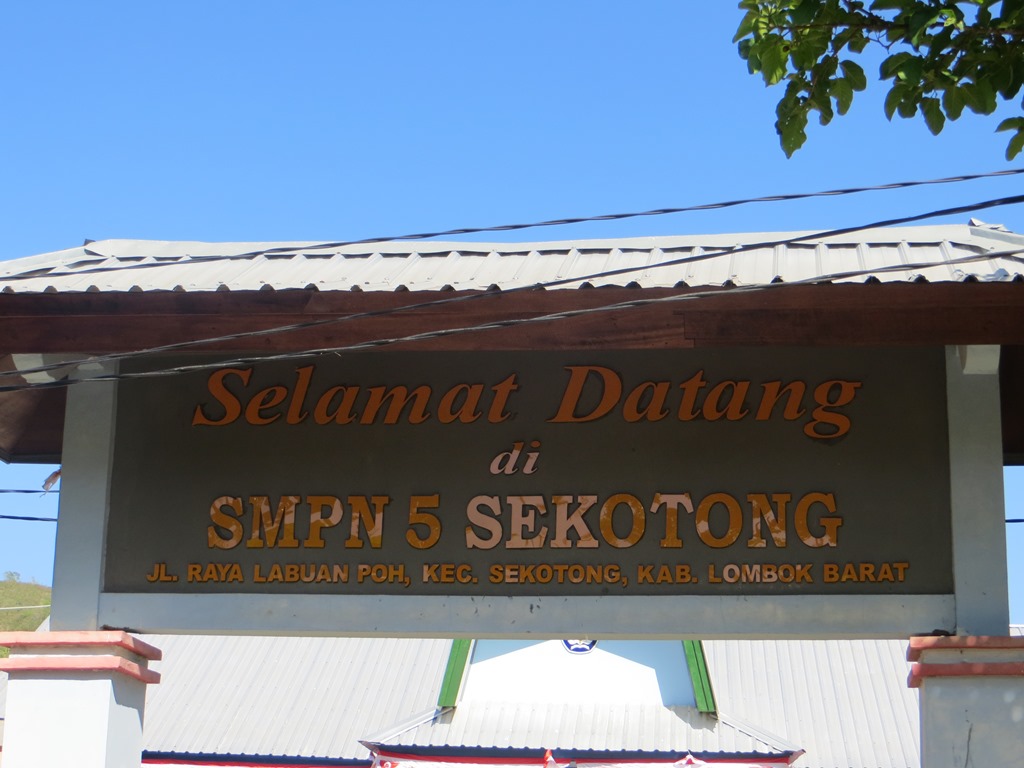 Selamat Datang
di
SMPN 5 SEKOTONG
JL. RAYA LABUAN POH, KEC. SEKOTONG, KAB. LOMBOK BARAT